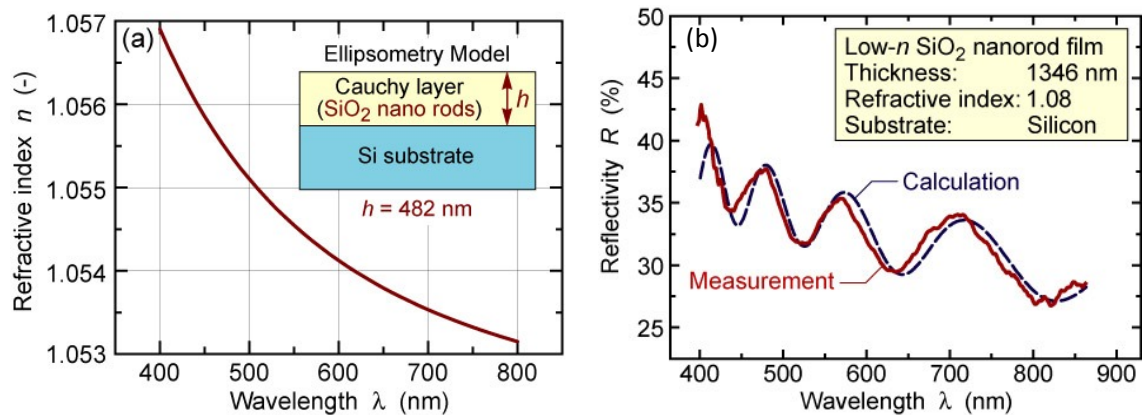 (a)
Ellipsometry Model
Cauchy layer
(SiO₂ nano rods)
h
Si substrate
h = 482 nm
Refractive index n (-)
1.057
1.056
1.055
1.054
1.053
400 500 600 700 800
Wavelength λ (nm)
(b)
Low-n SiO₂ nanorod film
Thickness: 1346 nm
Refractive index: 1.08
Substrate: Silicon
Calculation
Measurement
Reflectivity R (%)
50
45
40
35
30
25
400 500 600 700 800 900
Wavelength λ (nm)